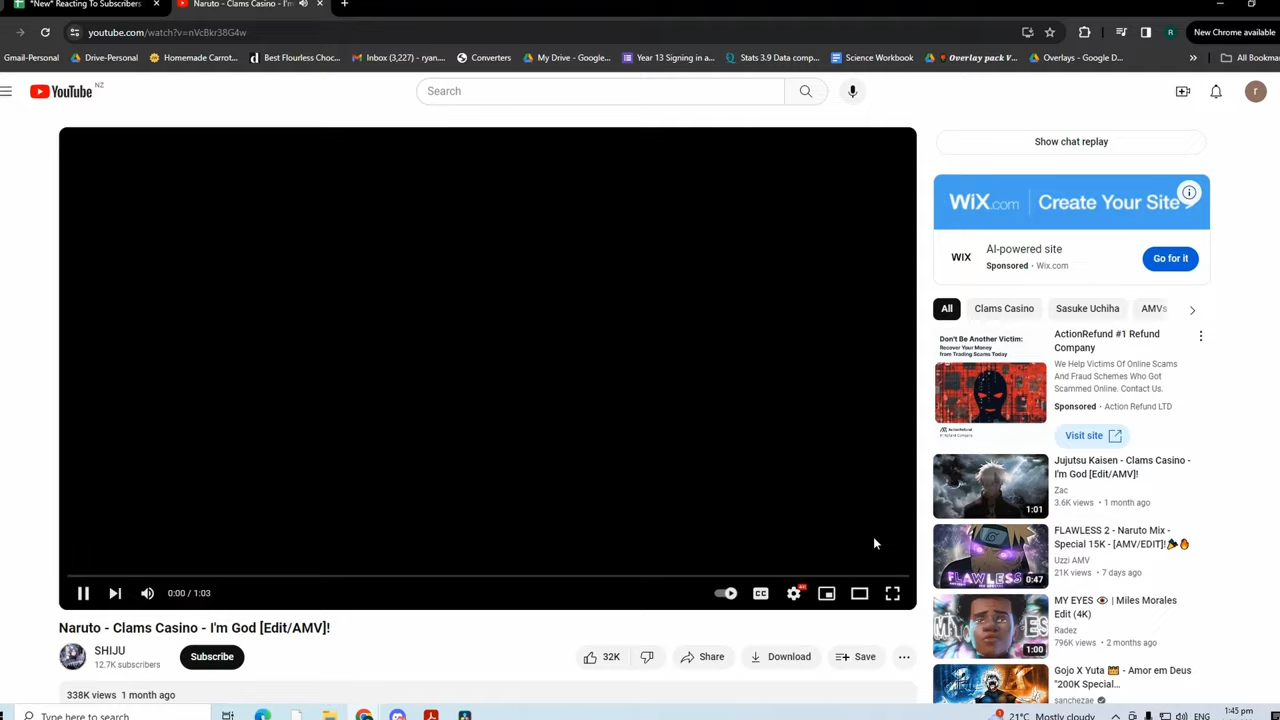 *New* Reacting To Subscribers
Naruto - Clams Casino - I'm
youtube.com/watch?v=nVcBkr38G4w
New Chrome available
Gmail-Personal
Drive-Personal
Homemade Carrot...
Best Flourless Choc...
Inbox (3,227) - ryan....
Converters
My Drive - Google...
Year 13 Signing in a...
Stats 3.9 Data comp...
Science Workbook
Overlay pack V...
Overlays - Google D...
All Bookmar
YouTube NZ
Search
r
Show chat replay
WiX.com | Create Your Site
WIX
AI-powered site
Sponsored · Wix.com
Go for it
All
Clams Casino
Sasuke Uchiha
AMVs
Don't Be Another Victim:
Recover Your Money
from Trading Scams Today
ActionRefund #1 Refund
Company
We Help Victims Of Online Scams
And Fraud Schemes Who Got
Scammed Online. Contact Us.
Sponsored · Action Refund LTD
Visit site
Jujutsu Kaisen - Clams Casino -
I'm God [Edit/AMV]!
Zac
3.6K views · 1 month ago
1:01
FLAWLESS 2 - Naruto Mix -
Special 15K - [AMV/EDIT]!🎉🔥
Uzzi AMV
21K views · 7 days ago
FLAWLESS
0:47
MY EYES 👁 | Miles Morales
Edit (4K)
Radez
796K views · 2 months ago
1:00
Gojo X Yuta 👑 - Amor em Deus
"200K Special...
sanchezae
0:00 / 1:03
CC
Naruto - Clams Casino - I'm God [Edit/AMV]!
SHIJU
12.7K subscribers
Subscribe
32K
Share
Download
Save
338K views 1 month ago
Type here to search
21°C Mostly cloudy
ENG
1:45 pm